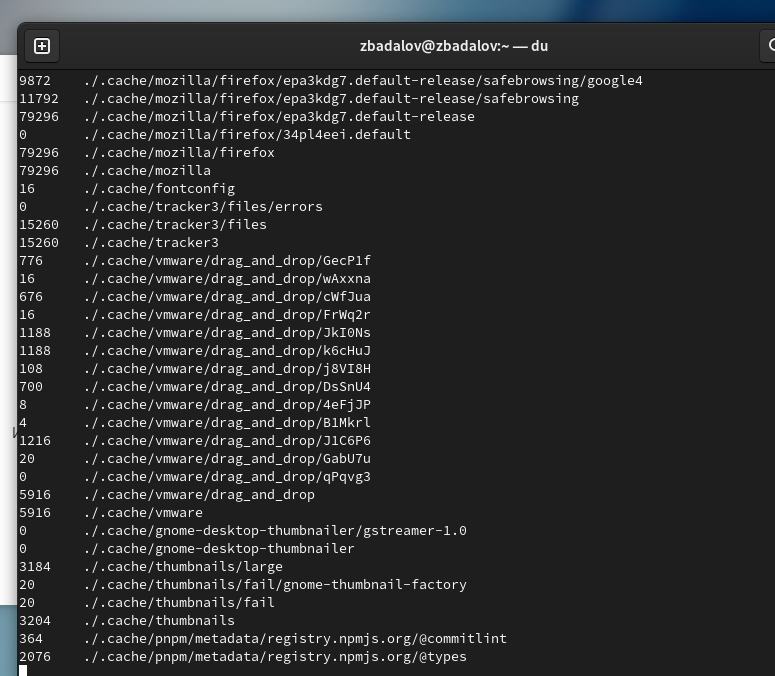 zbadalov@zbadalov:~ — du
9872 ./.cache/mozilla/firefox/epa3kdg7.default-release/safebrowsing/google4
11792 ./.cache/mozilla/firefox/epa3kdg7.default-release/safebrowsing
79296 ./.cache/mozilla/firefox/epa3kdg7.default-release
0 ./.cache/mozilla/firefox/34pl4eei.default
79296 ./.cache/mozilla/firefox
79296 ./.cache/mozilla
16 ./.cache/fontconfig
0 ./.cache/tracker3/files/errors
15260 ./.cache/tracker3/files
15260 ./.cache/tracker3
776 ./.cache/vmware/drag_and_drop/GecP1f
16 ./.cache/vmware/drag_and_drop/wAxxna
676 ./.cache/vmware/drag_and_drop/cWfJua
16 ./.cache/vmware/drag_and_drop/FrWq2r
1188 ./.cache/vmware/drag_and_drop/JkI0Ns
1188 ./.cache/vmware/drag_and_drop/k6cHuJ
108 ./.cache/vmware/drag_and_drop/j8VI8H
700 ./.cache/vmware/drag_and_drop/DsSnU4
8 ./.cache/vmware/drag_and_drop/4eFjJP
4 ./.cache/vmware/drag_and_drop/B1Mkrl
1216 ./.cache/vmware/drag_and_drop/J1C6P6
20 ./.cache/vmware/drag_and_drop/GabU7u
0 ./.cache/vmware/drag_and_drop/qPqvg3
5916 ./.cache/vmware/drag_and_drop
5916 ./.cache/vmware
0 ./.cache/gnome-desktop-thumbnailer/gstreamer-1.0
0 ./.cache/gnome-desktop-thumbnailer
3184 ./.cache/thumbnails/large
20 ./.cache/thumbnails/fail/gnome-thumbnail-factory
20 ./.cache/thumbnails/fail
3204 ./.cache/thumbnails
364 ./.cache/pnpm/metadata/registry.npmjs.org/@commitlint
2076 ./.cache/pnpm/metadata/registry.npmjs.org/@types